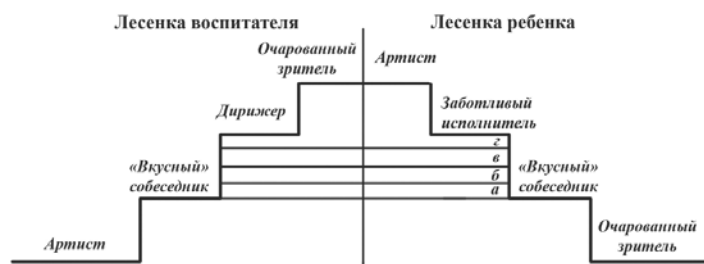 Лесенка воспитателя
Лесенка ребенка
Очарованный
зритель
Артист
Дирижер
Заботливый
исполнитель
г
в
б
а
«Вкусный»
собеседник
«Вкусный»
собеседник
Артист
Очарованный
зритель